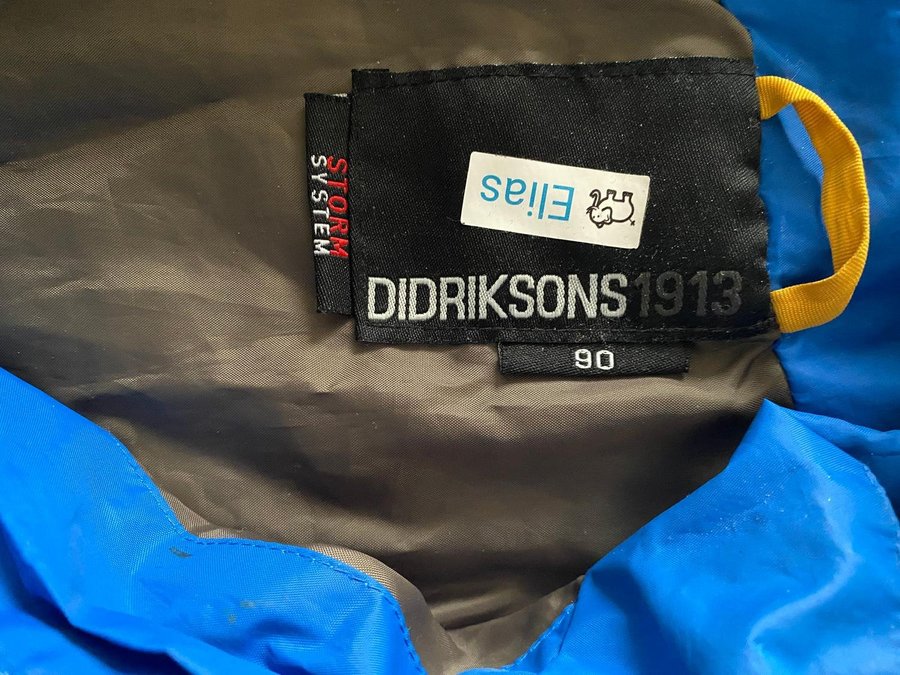 Elias
STORM
SYSTEM
DIDRIKSONS1913
90